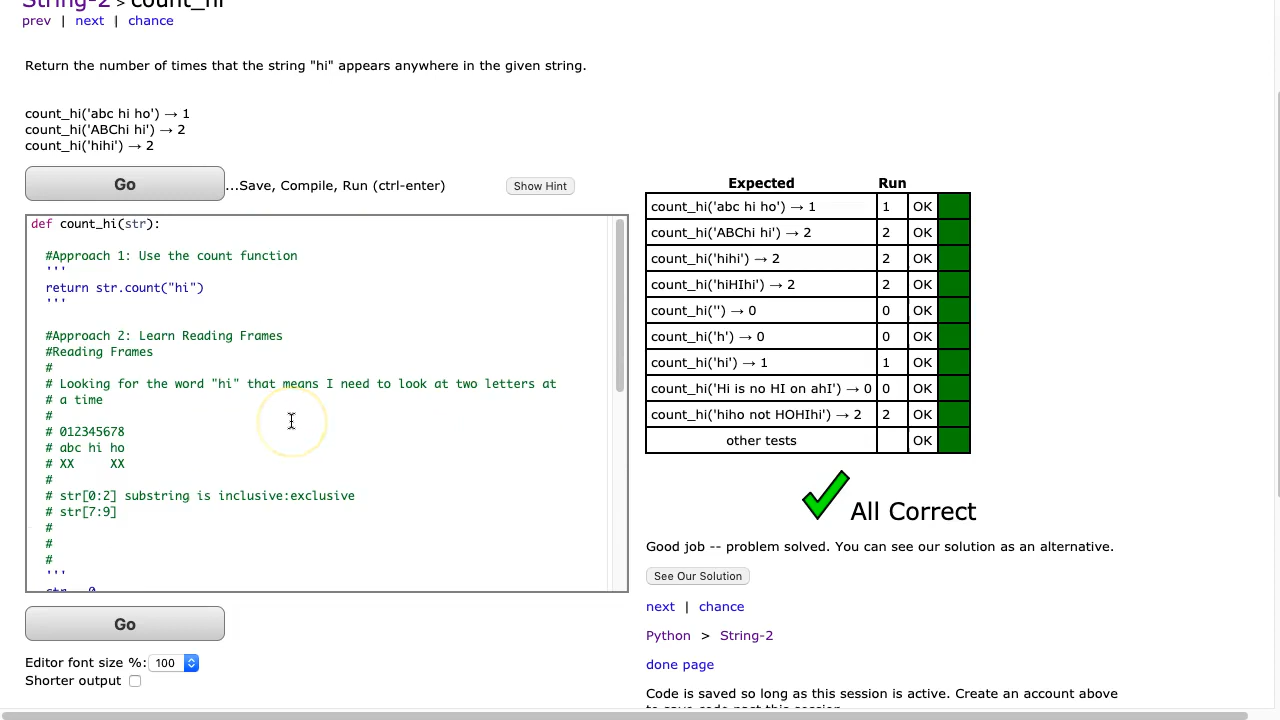 String-2 > count_hi
prev | next | chance
Return the number of times that the string "hi" appears anywhere in the given string.
count_hi('abc hi ho') → 1
count_hi('ABChi hi') → 2
count_hi('hihi') → 2
Go ...Save, Compile, Run (ctrl-enter) Show Hint
def count_hi(str):
#Approach 1: Use the count function
'''
return str.count("hi")
'''
#Approach 2: Learn Reading Frames
#Reading Frames
#
# Looking for the word "hi" that means I need to look at two letters at
# a time
#
# 012345678
# abc hi ho
# XX     XX
#
# str[0:2] substring is inclusive:exclusive
# str[7:9]
#
#
#
'''
Go
Editor font size %: 100
Shorter output
Expected Run
count_hi('abc hi ho') → 1 1 OK
count_hi('ABChi hi') → 2 2 OK
count_hi('hihi') → 2 2 OK
count_hi('hiHIhi') → 2 2 OK
count_hi('') → 0 0 OK
count_hi('h') → 0 0 OK
count_hi('hi') → 1 1 OK
count_hi('Hi is no HI on ahI') → 0 0 OK
count_hi('hiho not HOHIhi') → 2 2 OK
other tests OK
All Correct
Good job -- problem solved. You can see our solution as an alternative.
See Our Solution
next | chance
Python > String-2
done page
Code is saved so long as this session is active. Create an account above
to save code past this session.